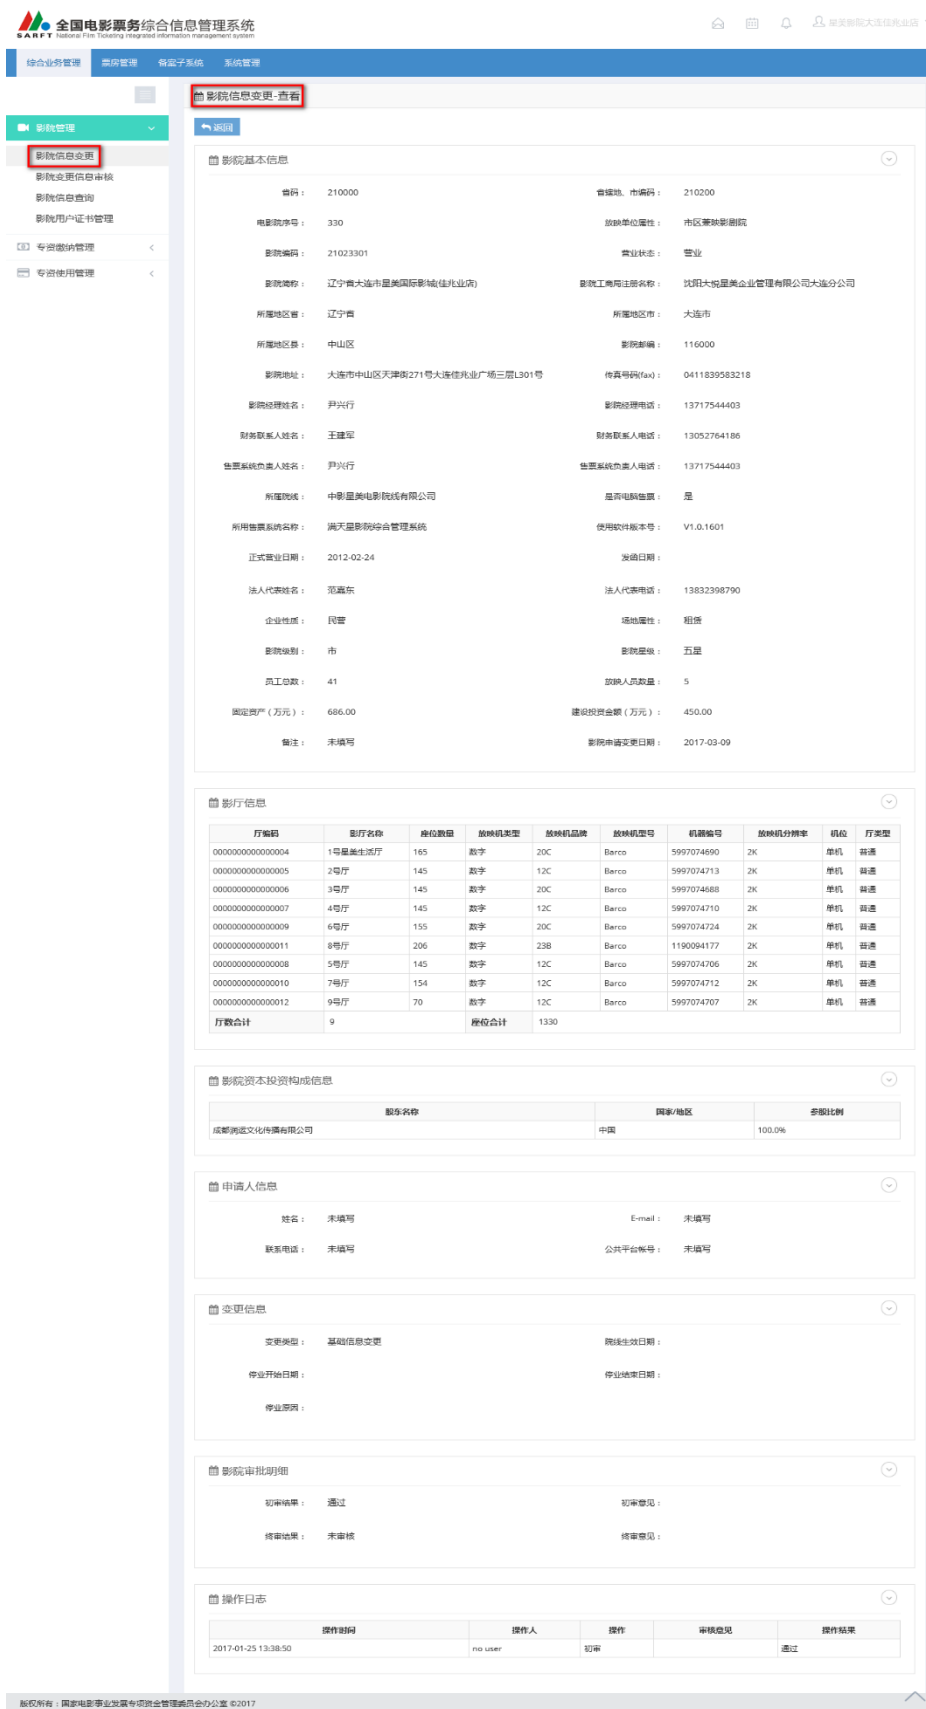 全国电影票务综合信息管理系统
SARFT National Film Ticketing integrated information management system
综合业务管理 票房管理 备案子系统 系统管理
影院信息变更-查看
影院管理
返回
影院信息变更
影院变更信息审核
影院信息查询
影院用户证书管理
专资缴纳管理
专资使用管理
影院基本信息
省码： 210000 省辖地、市编码： 210200
电影院序号： 330 放映单位属性： 市区兼映影剧院
影院编码： 21023301 营业状态： 营业
影院简称： 辽宁省大连市星美国际影城(佳兆业店) 影院工商局注册名称： 沈阳大悦星美企业管理有限公司大连分公司
所属地区省： 辽宁省 所属地区市： 大连市
所属地区县： 中山区 影院邮编： 116000
影院地址： 大连市中山区天津街271号大连佳兆业广场三层L301号 传真号码(fax)： 0411839583218
影院经理姓名： 尹兴行 影院经理电话： 13717544403
财务联系人姓名： 王建军 财务联系人电话： 13052764186
售票系统负责人姓名： 尹兴行 售票系统负责人电话： 13717544403
所属院线： 中影星美电影院线有限公司 是否电脑售票： 是
所用售票系统名称： 满天星影院综合管理系统 使用软件版本号： V1.0.1601
正式营业日期： 2012-02-24 发函日期：
法人代表姓名： 范嘉东 法人代表电话： 13832398790
企业性质： 民营 场地属性： 租赁
影院级别： 市 影院星级： 五星
员工总数： 41 放映人员数量： 5
固定资产（万元）： 686.00 建设投资金额（万元）： 450.00
备注： 未填写 影院申请变更日期： 2017-03-09
影厅信息
厅编码 影厅名称 座位数量 放映机类型 放映机品牌 放映机型号 机器编号 放映机分辨率 机位 厅类型
0000000000000004 1号星美生活厅 165 数字 20C Barco 5997074690 2K 单机 普通
0000000000000005 2号厅 145 数字 12C Barco 5997074713 2K 单机 普通
0000000000000006 3号厅 145 数字 20C Barco 5997074688 2K 单机 普通
0000000000000007 4号厅 145 数字 12C Barco 5997074710 2K 单机 普通
0000000000000009 6号厅 155 数字 20C Barco 5997074724 2K 单机 普通
0000000000000011 8号厅 206 数字 23B Barco 1190094177 2K 单机 普通
0000000000000008 5号厅 145 数字 12C Barco 5997074706 2K 单机 普通
0000000000000010 7号厅 154 数字 12C Barco 5997074712 2K 单机 普通
0000000000000012 9号厅 70 数字 12C Barco 5997074707 2K 单机 普通
厅数合计 9 座位合计 1330
影院资本投资构成信息
股东名称 国家/地区 参股比例
成都润运文化传播有限公司 中国 100.0%
申请人信息
姓名： 未填写 E-mail： 未填写
联系电话： 未填写 公共平台帐号： 未填写
变更信息
变更类型： 基础信息变更 院线生效日期：
停业开始日期： 停业结束日期：
停业原因：
影院审批明细
初审结果： 通过 初审意见：
终审结果： 未审核 终审意见：
操作日志
操作时间 操作人 操作 审核意见 操作结果
2017-01-25 13:38:50 no user 初审 通过
版权所有：国家电影事业发展专项资金管理委员会办公室 ©2017